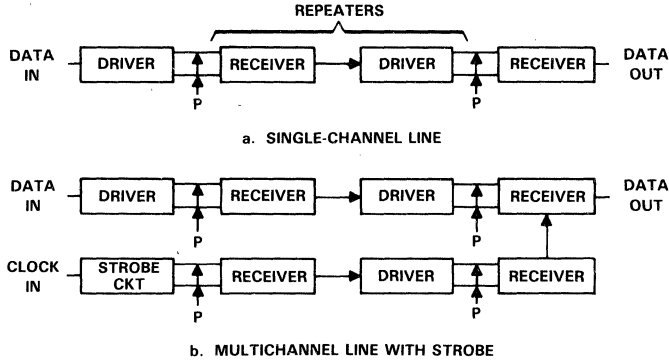 REPEATERS
DATA IN
DRIVER
RECEIVER
DRIVER
RECEIVER
DATA OUT
P
P
a. SINGLE-CHANNEL LINE
DATA IN
DRIVER
RECEIVER
DRIVER
RECEIVER
DATA OUT
P
P
CLOCK IN
STROBE CKT
RECEIVER
DRIVER
RECEIVER
P
P
b. MULTICHANNEL LINE WITH STROBE